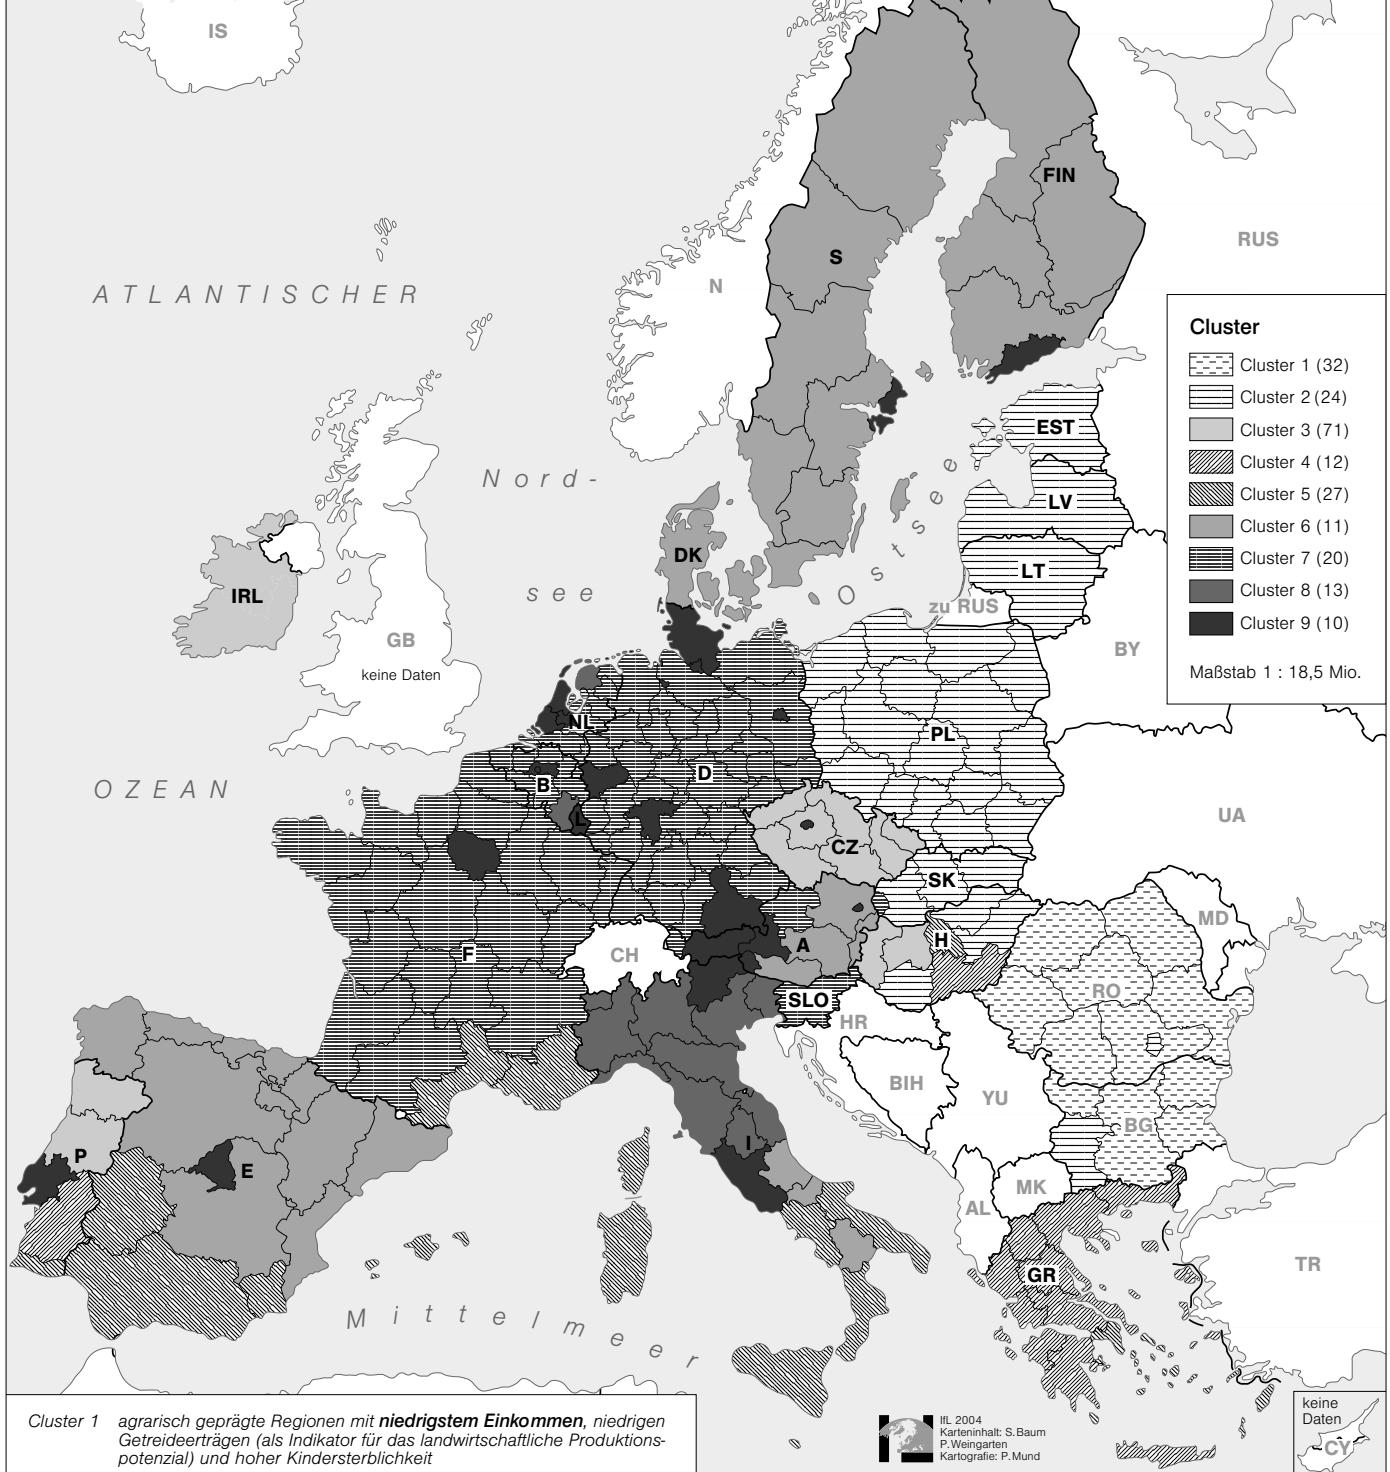 IS
FIN
S
RUS
N
ATLANTISCHER
Cluster
Cluster 1 (32)
Cluster 2 (24)
Cluster 3 (71)
Cluster 4 (12)
Cluster 5 (27)
Cluster 6 (11)
Cluster 7 (20)
Cluster 8 (13)
Cluster 9 (10)
Maßstab 1 : 18,5 Mio.
EST
Nord-
see
Ostsee
LV
DK
LT
IRL
zu RUS
GB
keine Daten
BY
NL
PL
D
B
OZEAN
L
UA
CZ
SK
MD
H
A
F
CH
RO
SLO
HR
BIH
YU
BG
I
P
E
MK
AL
TR
GR
Mittelmeer
Cluster 1 agrarisch geprägte Regionen mit niedrigstem Einkommen, niedrigen
Getreideerträgen (als Indikator für das landwirtschaftliche Produktions-
potenzial) und hoher Kindersterblichkeit
IfL 2004
Karteninhalt: S.Baum
P.Weingarten
Kartografie: P.Mund
keine
Daten
CY